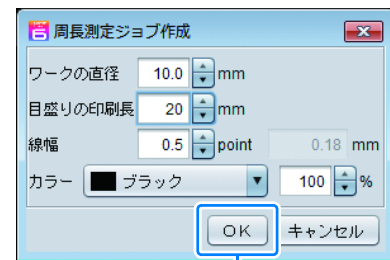 周長測定ジョブ作成
ワークの直径 10.0 mm
目盛りの印刷長 20 mm
線幅 0.5 point 0.18 mm
カラー ブラック 100 %
OK キャンセル